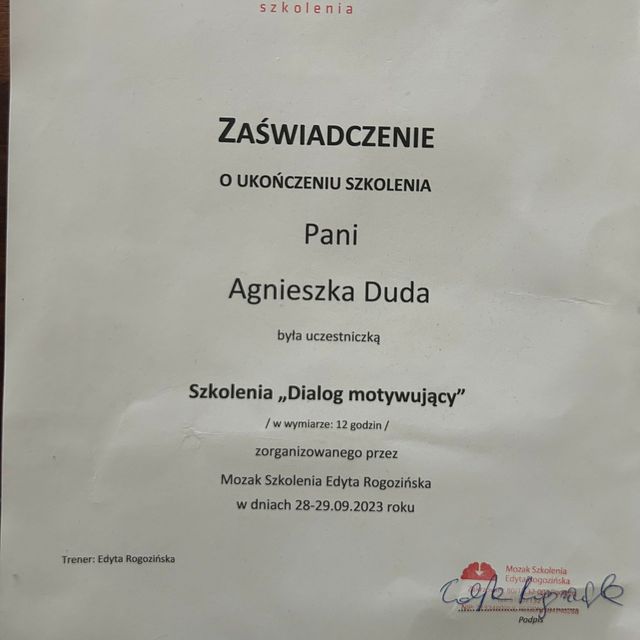 szkolenia
ZAŚWIADCZENIE
O UKOŃCZENIU SZKOLENIA
Pani
Agnieszka Duda
była uczestniczką
Szkolenia „Dialog motywujący”
/ w wymiarze: 12 godzin /
zorganizowanego przez
Mozak Szkolenia Edyta Rogozińska
w dniach 28-29.09.2023 roku
Trener: Edyta Rogozińska
Mozak Szkolenia
Edyta Rogozińska
Podpis